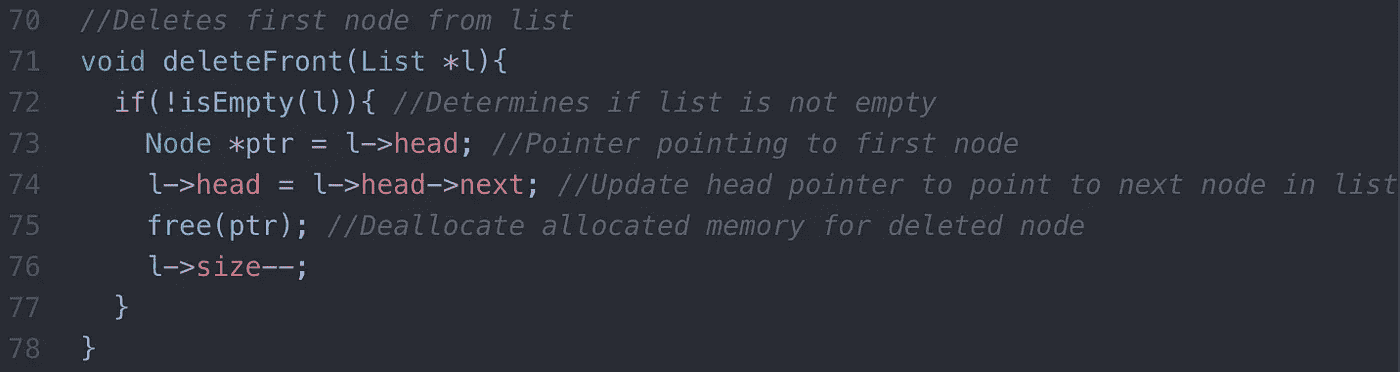 70 //Deletes first node from list
71 void deleteFront(List *l){
72 if(!isEmpty(l)){ //Determines if list is not empty
73 Node *ptr = l->head; //Pointer pointing to first node
74 l->head = l->head->next; //Update head pointer to point to next node in list
75 free(ptr); //Deallocate allocated memory for deleted node
76 l->size--;
77 }
78 }